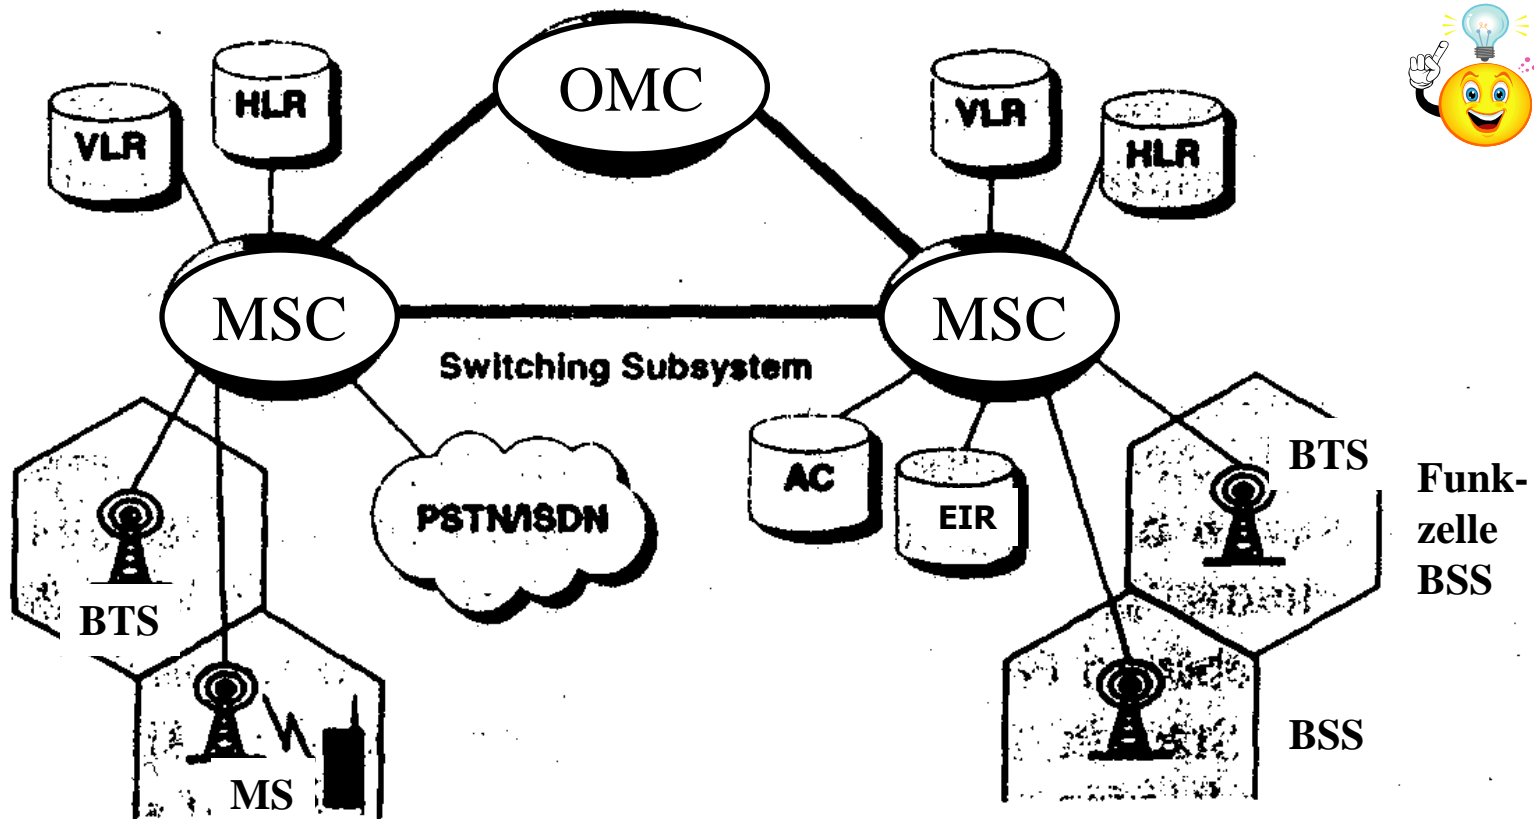 OMC
VLR
HLR
VLR
HLR
MSC
MSC
Switching Subsystem
PSTN/ISDN
AC
EIR
BTS
Funk-
zelle
BSS
BTS
BSS
MS